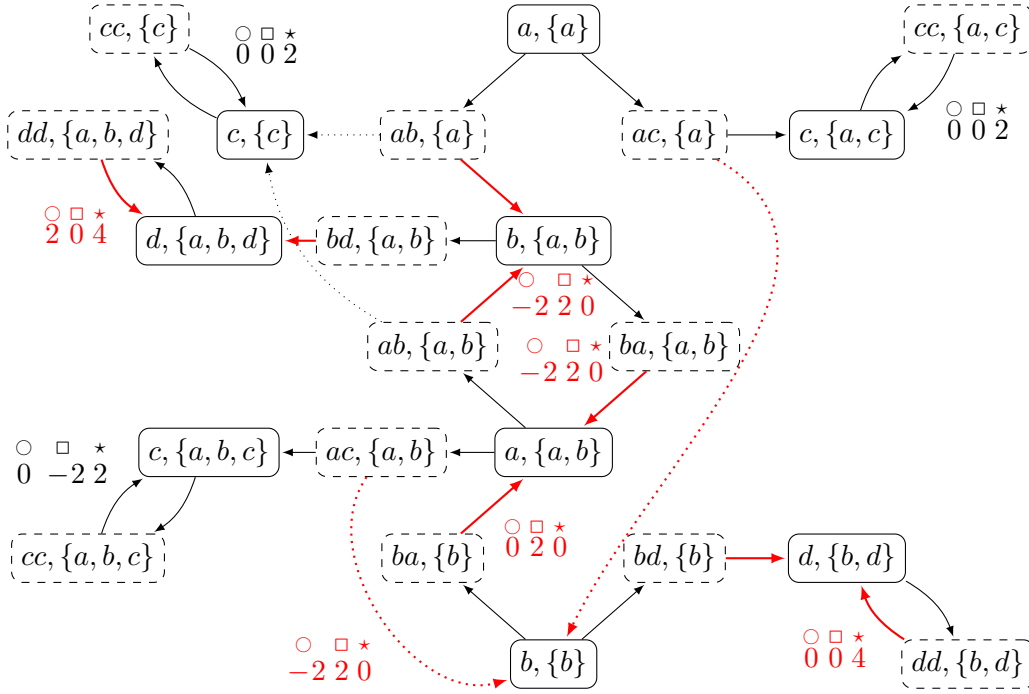 cc, {c}
a, {a}
cc, {a, c}
○ □ ⋆
0 0 2
dd, {a, b, d}
c, {c}
ab, {a}
ac, {a}
c, {a, c}
○ □ ⋆
0 0 2
○ □ ⋆
2 0 4
d, {a, b, d}
bd, {a, b}
b, {a, b}
○ □ ⋆
−2 2 0
ab, {a, b}
○ □ ⋆
−2 2 0
ba, {a, b}
○ □ ⋆
0 −2 2
c, {a, b, c}
ac, {a, b}
a, {a, b}
cc, {a, b, c}
ba, {b}
○ □ ⋆
0 2 0
bd, {b}
d, {b, d}
○ □ ⋆
−2 2 0
b, {b}
○ □ ⋆
0 0 4
dd, {b, d}